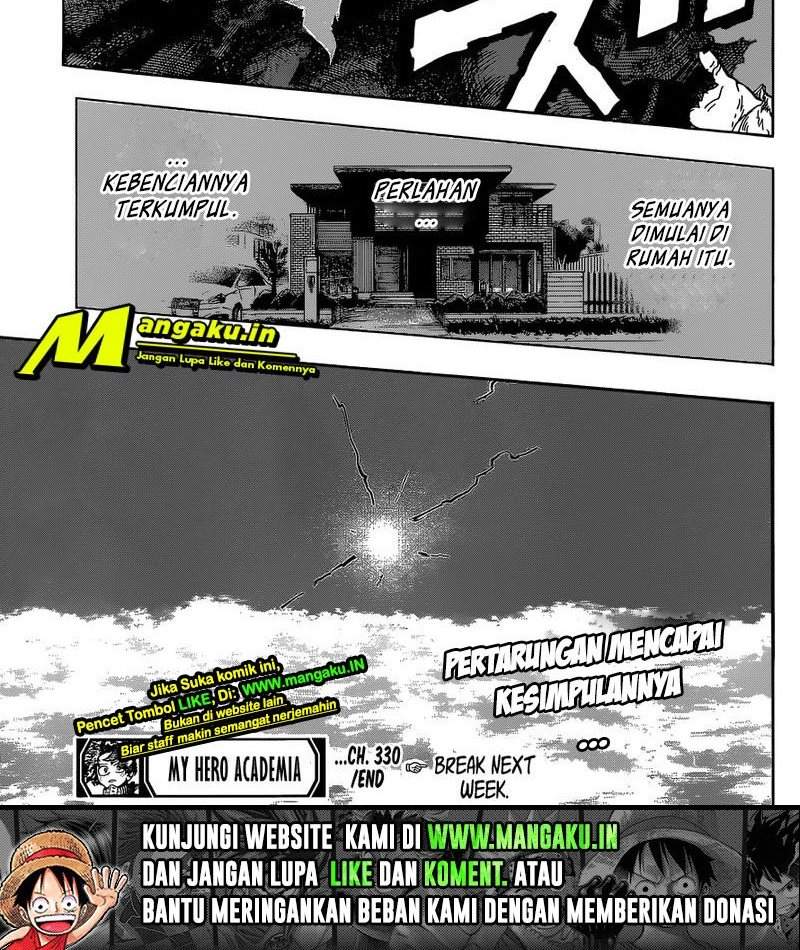 ズズ
SEMUANYA
DIMULAI DI
RUMAH ITU.
PERLAHAN
...
...
KEBENCIANNYA
TERKUMPUL.
Mangaku.in
Jangan Lupa Like dan Komennya
PERTARUNGAN MENCAPAI
KESIMPULANNYA
...
Jika Suka komik ini,
Pencet Tombol LIKE, Di: WWW.mangaku.IN
Bukan di website lain
Biar staff makin semangat nerjemahin
MY HERO ACADEMIA
...CH. 330
/END
☞ BREAK NEXT
WEEK.
KUNJUNGI WEBSITE KAMI DI WWW.MANGAKU.IN
DAN JANGAN LUPA LIKE DAN KOMENT. ATAU
BANTU MERINGANKAN BEBAN KAMI DENGAN MEMBERIKAN DONASI